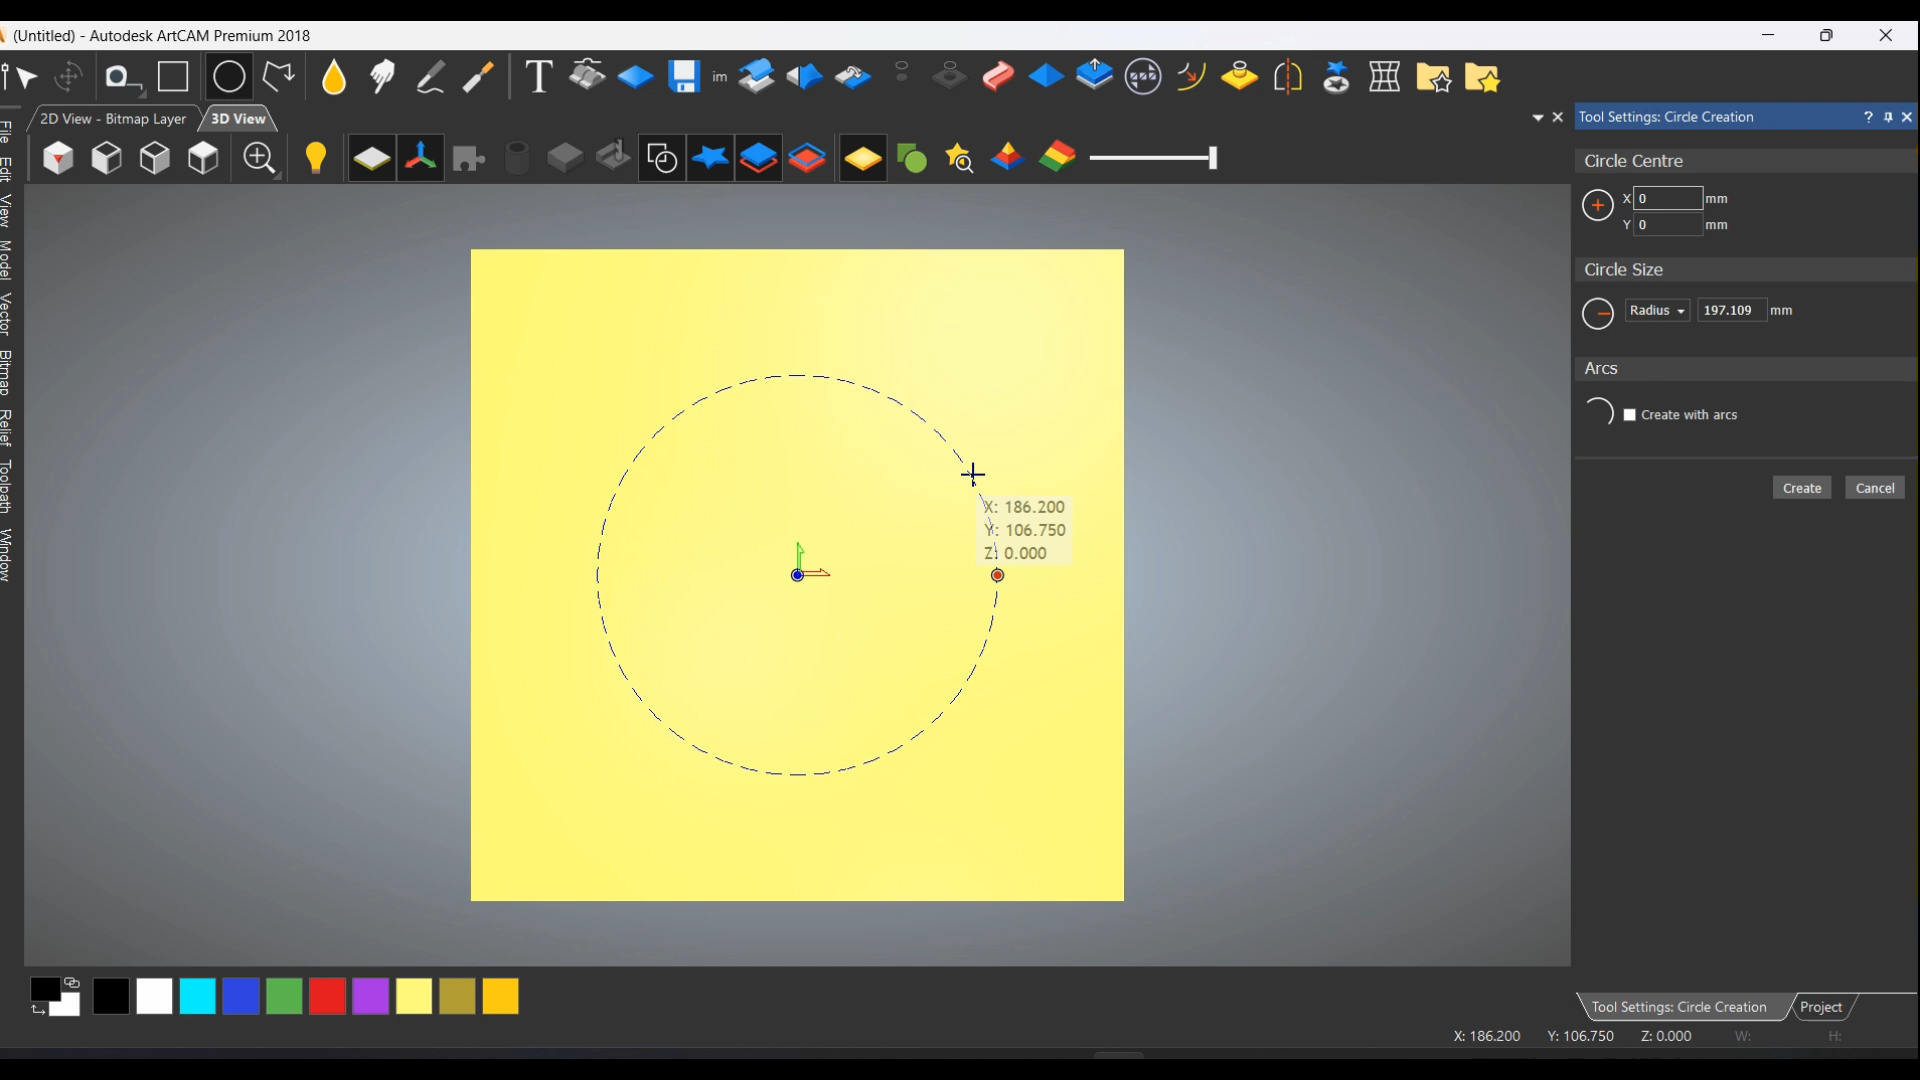 (Untitled) - Autodesk ArtCAM Premium 2018
T
im
2D View - Bitmap Layer
3D View
Tool Settings: Circle Creation
?
File
Edit
View
Model
Vector
Bitmap
Relief
Toolpath
Window
Circle Centre
X 0 mm
Y 0 mm
Circle Size
Radius 197.109 mm
Arcs
Create with arcs
Create Cancel
X: 186.200
Y: 106.750
Z: 0.000
Tool Settings: Circle Creation
Project
X: 186.200 Y: 106.750 Z: 0.000 W: H: